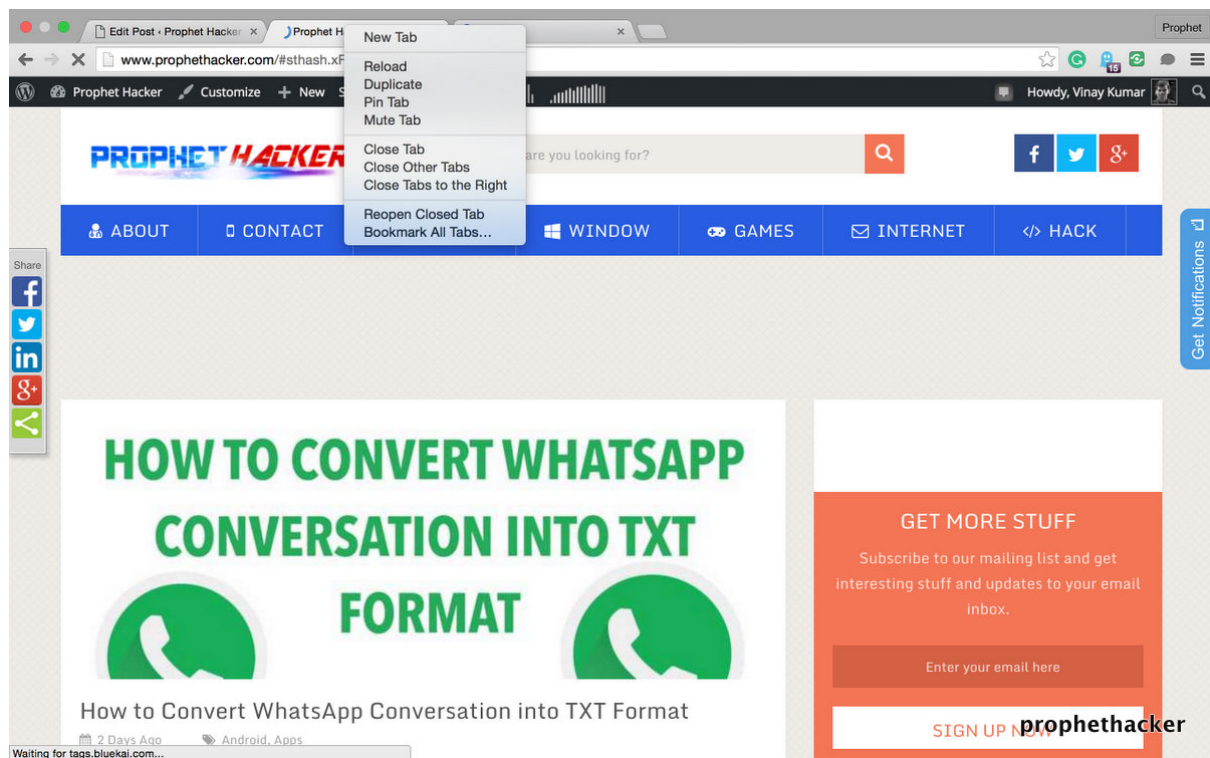 Edit Post ‹ Prophet Hacker
Prophet H
Prophet
www.prophethacker.com/#sthash.xF
15
New Tab
Reload
Duplicate
Pin Tab
Mute Tab
Close Tab
Close Other Tabs
Close Tabs to the Right
Reopen Closed Tab
Bookmark All Tabs...
Prophet Hacker Customize + New S
Howdy, Vinay Kumar
PROPHET HACKER
are you looking for?
ABOUT CONTACT WINDOW GAMES INTERNET HACK
Share
Get Notifications
HOW TO CONVERT WHATSAPP
CONVERSATION INTO TXT
FORMAT
How to Convert WhatsApp Conversation into TXT Format
2 Days Ago Android, Apps
GET MORE STUFF
Subscribe to our mailing list and get
interesting stuff and updates to your email
inbox.
Enter your email here
SIGN UP NOW
prophethacker
Waiting for tags.bluekai.com...